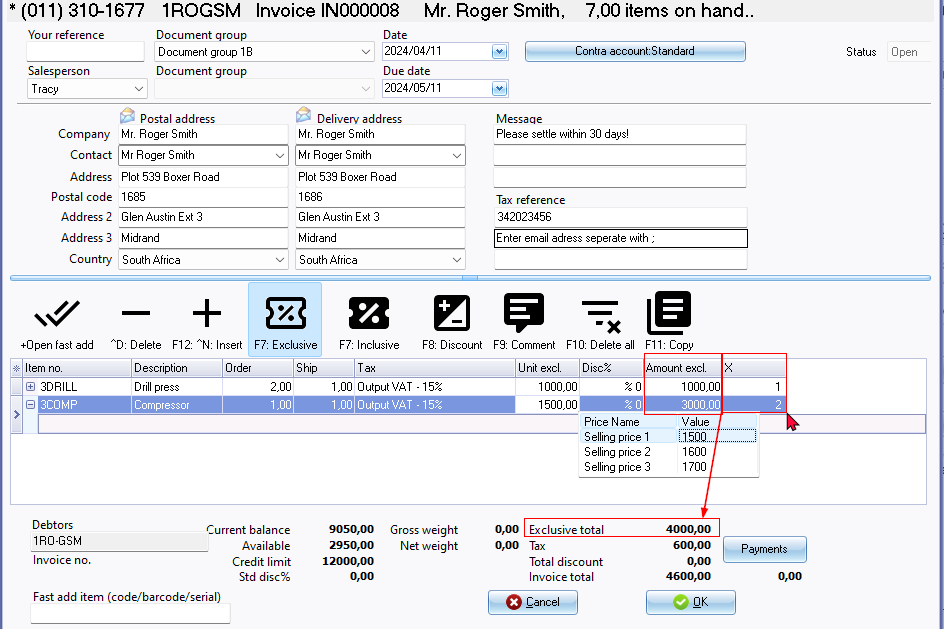 * (011) 310-1677 1ROGSM Invoice IN000008 Mr. Roger Smith, 7,00 items on hand..
Your reference Document group Date
Document group 1B 2024/04/11 Contra account:Standard Status Open
Salesperson Document group Due date
Tracy 2024/05/11
Postal address Delivery address Message
Company Mr. Roger Smith Mr. Roger Smith Please settle within 30 days!
Contact Mr Roger Smith Mr Roger Smith
Address Plot 539 Boxer Road Plot 539 Boxer Road
Postal code 1685 1686 Tax reference
Address 2 Glen Austin Ext 3 Glen Austin Ext 3 342023456
Address 3 Midrand Midrand Enter email adress seperate with ;
Country South Africa South Africa
+Open fast add ^D: Delete F12: ^N: Insert F7: Exclusive F7: Inclusive F8: Discount F9: Comment F10: Delete all F11: Copy
Item no. Description Order Ship Tax Unit excl. Disc% Amount excl. X
3DRILL Drill press 2,00 1,00 Output VAT - 15% 1000,00 % 0 1000,00 1
3COMP Compressor 1,00 1,00 Output VAT - 15% 1500,00 % 0 3000,00 2
Price Name Value
Selling price 1 1500
Selling price 2 1600
Selling price 3 1700
Debtors Current balance 9050,00 Gross weight 0,00 Exclusive total 4000,00
1RO-GSM Available 2950,00 Net weight 0,00 Tax 600,00 Payments
Invoice no. Credit limit 12000,00 Total discount 0,00
Std disc% 0,00 Invoice total 4600,00 0,00
Fast add item (code/barcode/serial) Cancel OK